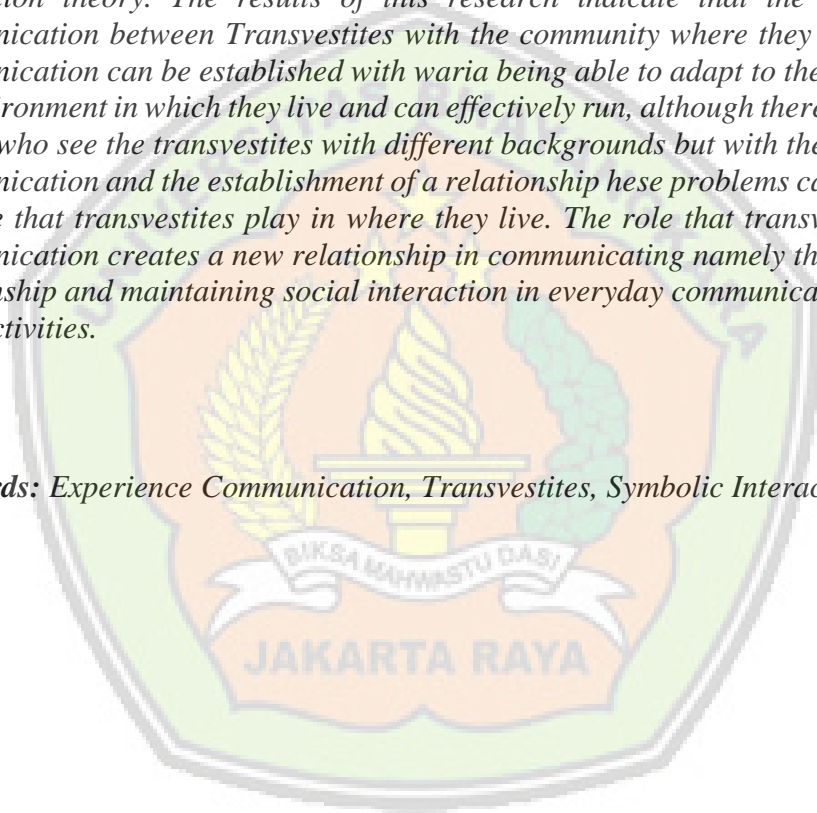 ion theory. The results of this research indicate that the
nication between Transvestites with the community where they
nication can be established with waria being able to adapt to the
ironment in which they live and can effectively run, although there
who see the transvestites with different backgrounds but with the
nication and the establishment of a relationship hese problems ca
e that transvestites play in where they live. The role that transv
nication creates a new relationship in communicating namely th
nship and maintaining social interaction in everyday communica
ctivities.
rds: Experience Communication, Transvestites, Symbolic Interac
UNIVERSITAS BHAYANGKARA
BIKSA MAHWASTU DASI
JAKARTA RAYA